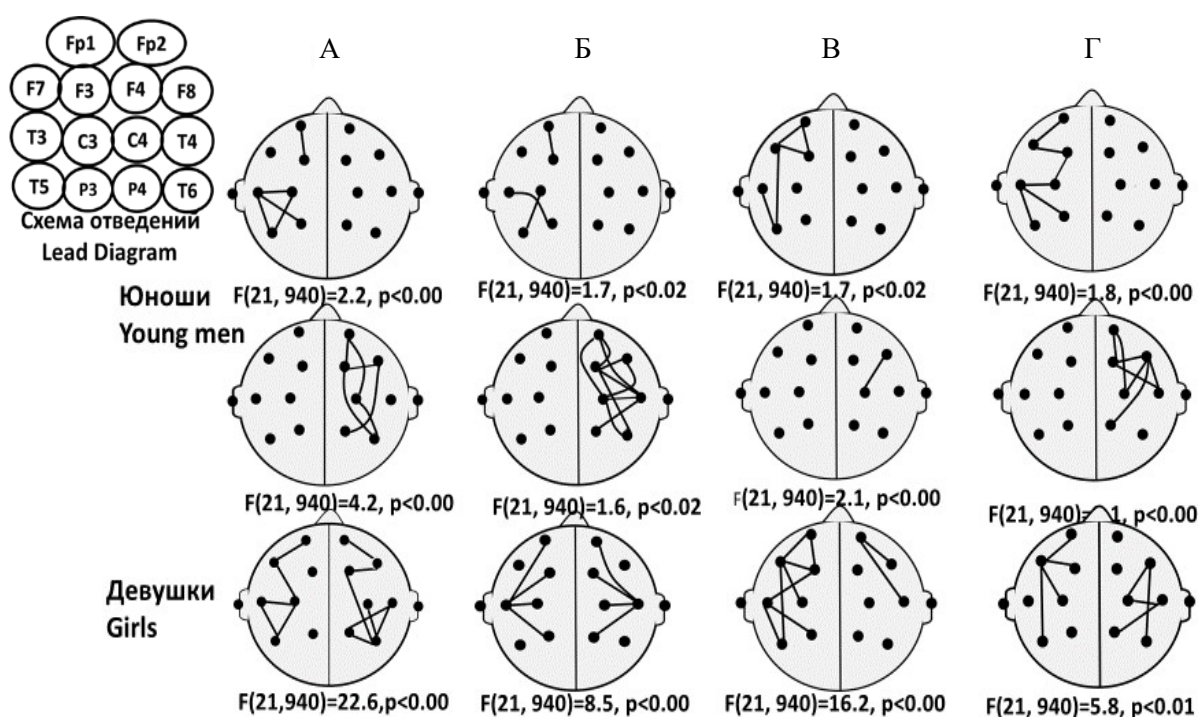 Fp1 Fp2
А Б В Г
F7 F3 F4 F8
T3 C3 C4 T4
T5 P3 P4 T6
Схема отведений
Lead Diagram
F(21, 940)=2.2, p<0.00
F(21, 940)=1.7, p<0.02
F(21, 940)=1.7, p<0.02
F(21, 940)=1.8, p<0.00
Юноши
Young men
F(21, 940)=4.2, p<0.00
F(21, 940)=1.6, p<0.02
F(21, 940)=2.1, p<0.00
F(21, 940)= 1, p<0.00
Девушки
Girls
F(21,940)=22.6,p<0.00
F(21,940)=8.5, p<0.00
F(21,940)=16.2, p<0.00
F(21,940)=5.8, p<0.01